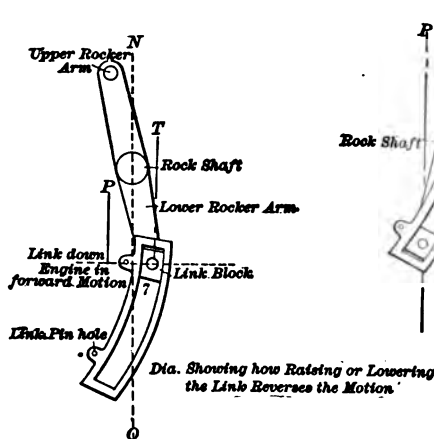 N
Upper Rocker
Arm
T
Rock Shaft
P
Lower Rocker Arm
Link down
Engine in
forward Motion
Link Block
7
Link Pin hole
Q
P
Rock Shaft
Dia. Showing how Raising or Lowering
the Link Reverses the Motion